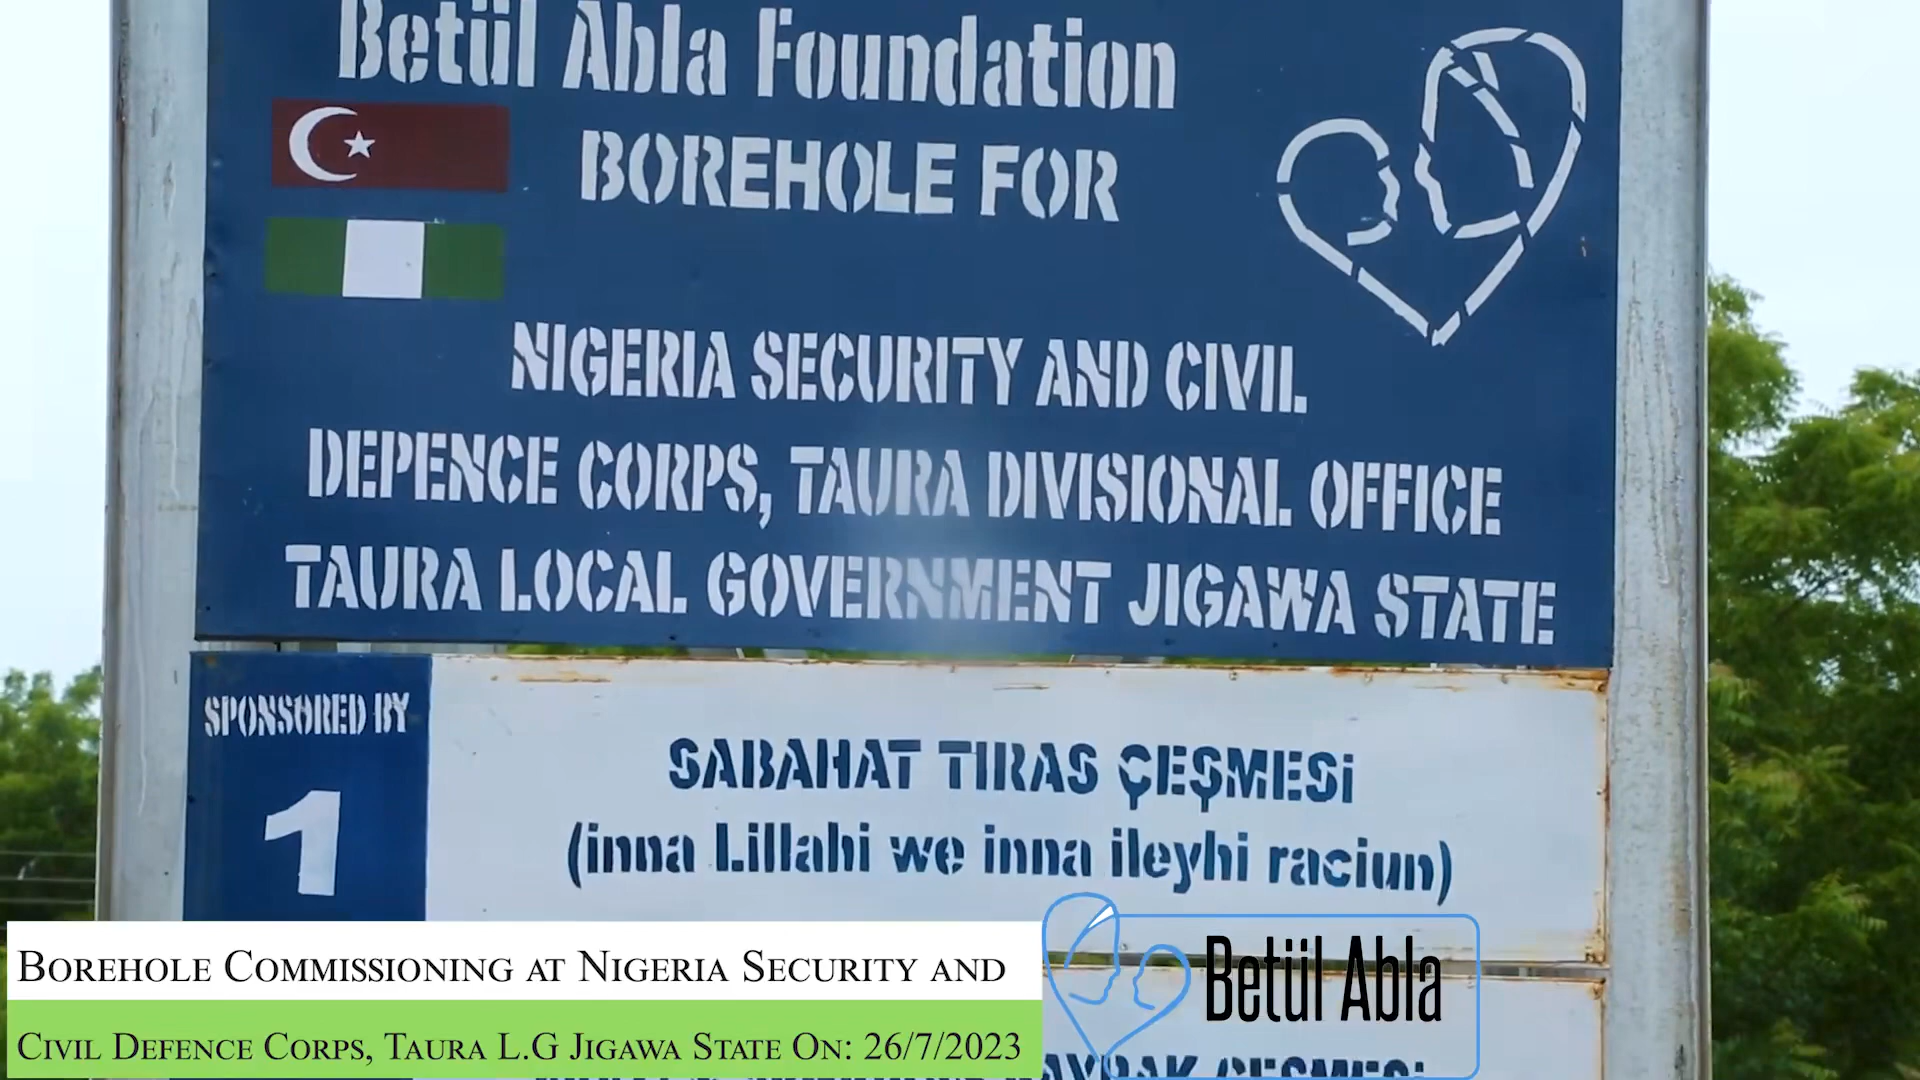 Betül Abla Foundation
BOREHOLE FOR
NIGERIA SECURITY AND CIVIL
DEPENCE CORPS, TAURA DIVISIONAL OFFICE
TAURA LOCAL GOVERNMENT JIGAWA STATE
SPONSORED BY
1
SABAHAT TIRAS ÇEŞMESİ
(inna Lillahi we inna ileyhi raciun)
Borehole Commissioning at Nigeria Security and
Civil Defence Corps, Taura L.G Jigawa State On: 26/7/2023
Betül Abla
ÇEŞMESİ